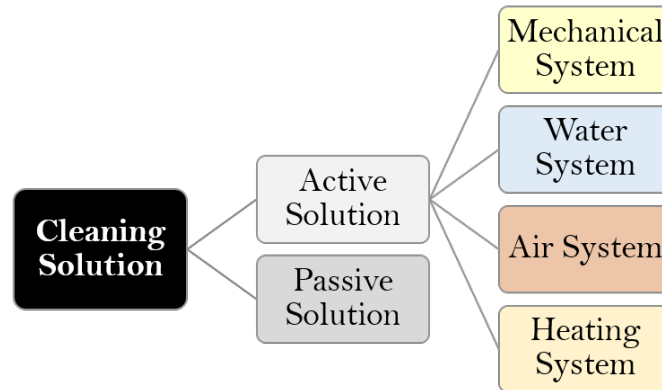 Cleaning
Solution
Active
Solution
Passive
Solution
Mechanical
System
Water
System
Air System
Heating
System